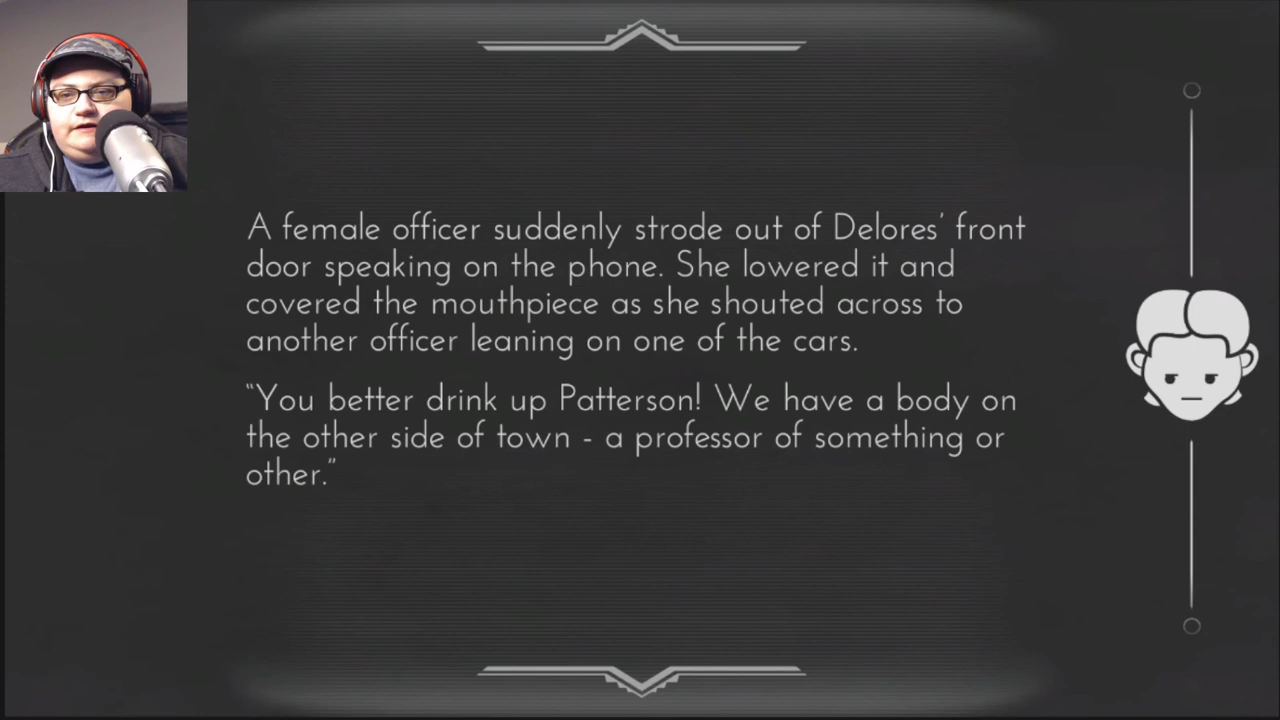 A female officer suddenly strode out of Delores’ front
door speaking on the phone. She lowered it and
covered the mouthpiece as she shouted across to
another officer leaning on one of the cars.
“You better drink up Patterson! We have a body on
the other side of town - a professor of something or
other.”